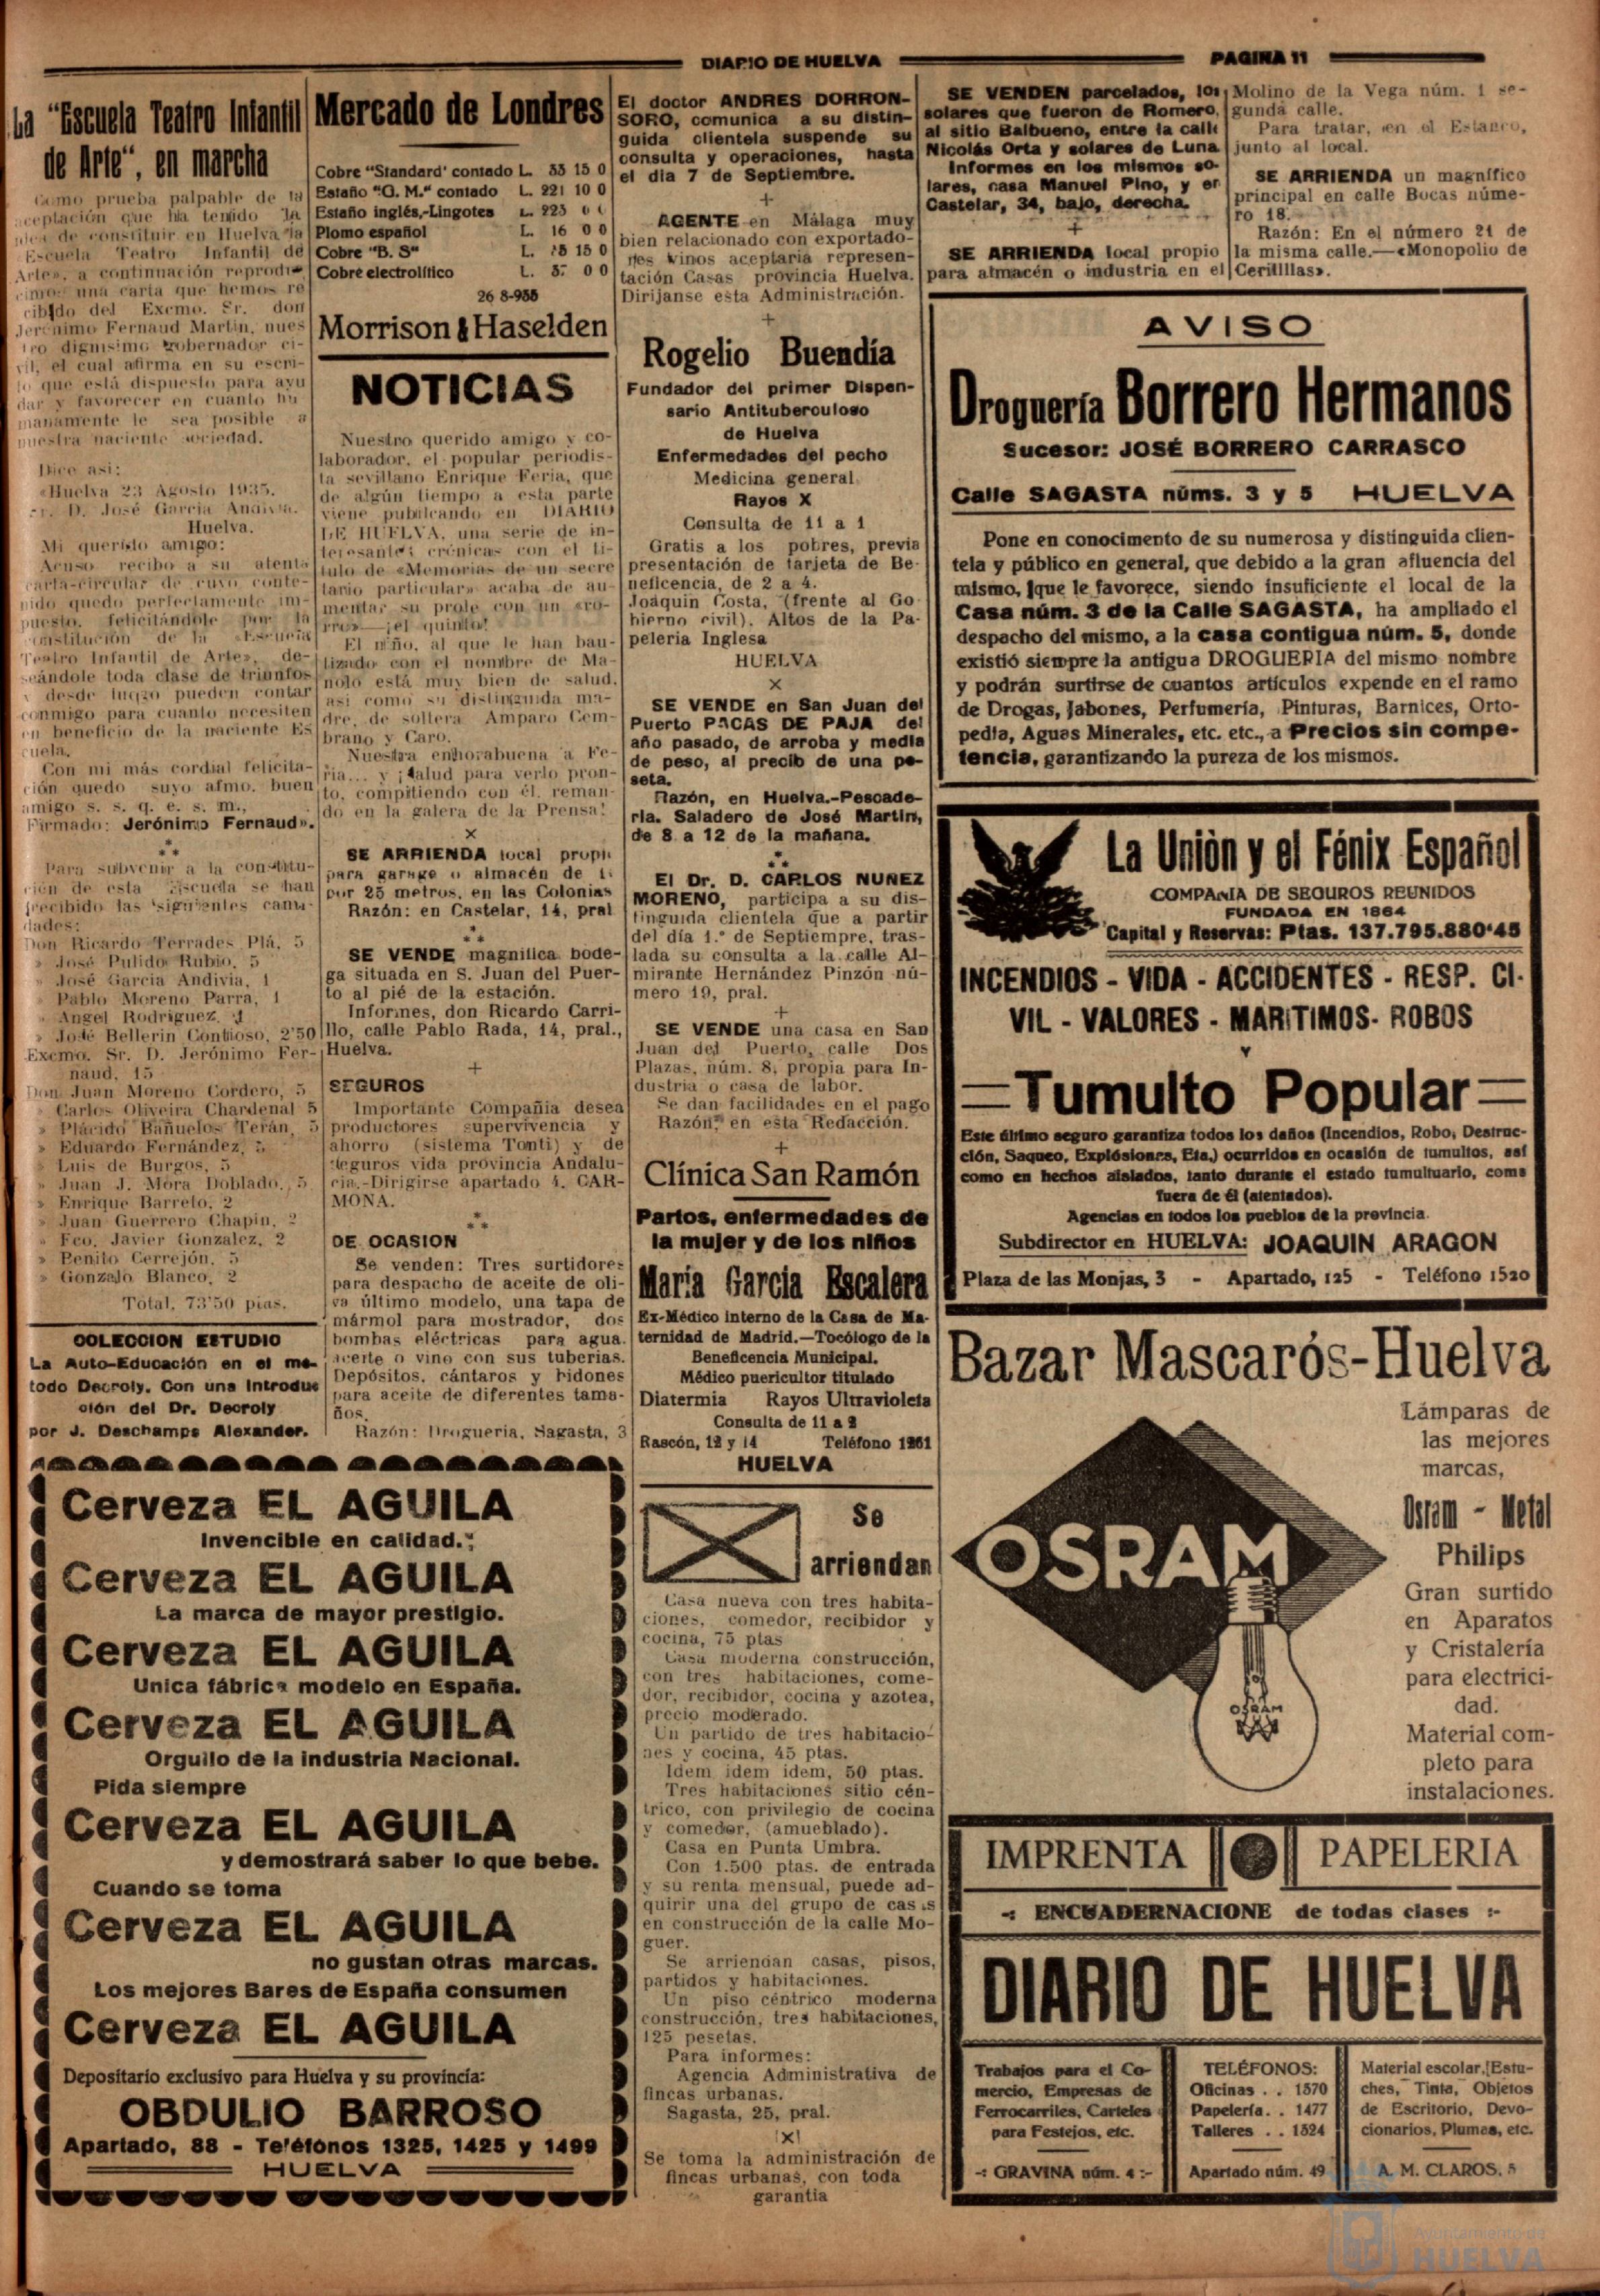 DIARIO DE HUELVA
PAGINA 11
La "Escuela Teatro Infantil
de Arte", en marcha
Como prueba palpable de la
aceptación que ha tenido la
idea de constituir en Huelva la
«Escuela Teatro Infantil de
Arte», a continuación reprodu-
cimos una carta que hemos re
cibido del Excmo. Sr. don
Jerónimo Fernaud Martín, nues
tro dignísimo gobernador ci-
vil, el cual afirma en su escri-
to que está dispuesto para ayu
dar y favorecer en cuanto hu
manamente le sea posible a
nuestra naciente sociedad.
Dice así:
«Huelva 23 Agosto 1935.
Sr. D. José García Andivia.
Huelva.
Mi querido amigo:
Acuso recibo a su atenta
carta-circular de cuyo conte-
nido quedo perfectamente im-
puesto, felicitándole por la
constitución de la «Escuela
Teatro Infantil de Arte», de-
seándole toda clase de triunfos
y desde luego pueden contar
conmigo para cuanto necesiten
en beneficio de la naciente Es
cuela.
Con mi más cordial felicita-
ción quedo suyo afmo. buen
amigo s. s. q. e. s. m.,
Firmado: Jerónimo Fernaud».
Para subvenir a la constitu-
ción de esta Escuela se han
recibido las siguientes canti-
dades:
Don Ricardo Terrades Plá, 5
» José Pulido Rubio, 5
» José García Andivia, 1
» Pablo Moreno Parra, 1
» Angel Rodríguez, 1
» José Bellerin Contioso, 2'50
Excmo. Sr. D. Jerónimo Fer-
naud, 15
Don Juan Moreno Cordero, 5
» Carlos Oliveira Chardenal 5
» Plácido Bañuelos Terán, 5
» Eduardo Fernández, 5
» Luis de Burgos, 5
» Juan J. Mora Doblado, 5
» Enrique Barreto, 2
» Juan Guerrero Chapin, 2
» Fco. Javier Gonzalez, 2
» Benito Cerrejón, 5
» Gonzalo Blanco, 2
Total, 73'50 ptas.
COLECCION ESTUDIO
La Auto-Educación en el me-
todo Decroly. Con una Introduc
ción del Dr. Decroly
por J. Deschamps Alexander.
Mercado de Londres
Cobre "Standard' contado L. 33 15 0
Estaño "G. M." contado L. 221 10 0
Estaño inglés,-Lingotes L. 223 0 0
Plomo español L. 16 0 0
Cobre "B. S" L. 15 0
Cobre electrolítico L. 37 0 0
26 8-935
Morrison & Haselden
NOTICIAS
Nuestro querido amigo y co-
laborador, el popular periodis-
ta sevillano Enrique Feria, que
de algún tiempo a esta parte
viene publicando en DIARIO
DE HUELVA, una serie de in-
teresantes crónicas con el tí-
tulo de «Memorias de un secre
tario particular» acaba de au-
mentar su prole con un «ro-
rro»—¡el quinto!
El niño, al que le han bau-
tizado con el nombre de Ma-
nolo está muy bien de salud,
así como su distinguida ma-
dre, de soltera Amparo Cem-
brano y Caro.
Nuestra enhorabuena a Fe-
ria... y ¡salud para verlo pron-
to, compitiendo con él, reman-
do en la galera de la Prensa!
×
SE ARRIENDA local propio
para garage o almacén de
por 25 metros, en las Colonias
Razón: en Castelar, 14, pral
SE VENDE magnífica bode-
ga situada en S. Juan del Puer-
to al pié de la estación.
Informes, don Ricardo Carri-
llo, calle Pablo Rada, 14, pral.,
Huelva.
+
SEGUROS
Importante Compañia desea
productores supervivencia y
ahorro (sistema Tonti) y de
seguros vida provincia Andalu-
cía.-Dirigirse apartado 4. CAR-
MONA.
DE OCASION
Se venden: Tres surtidores
para despacho de aceite de oli-
va último modelo, una tapa de
mármol para mostrador, dos
bombas eléctricas para agua,
aceite o vino con sus tuberías.
Depósitos, cántaros y bidones
para aceite de diferentes tama-
ños.
Razón: Droguería, Sagasta, 3
Cerveza EL AGUILA
Invencible en calidad.
Cerveza EL AGUILA
La marca de mayor prestigio.
Cerveza EL AGUILA
Unica fábrica modelo en España.
Cerveza EL AGUILA
Orgullo de la industria Nacional.
Pida siempre
Cerveza EL AGUILA
y demostrará saber lo que bebe.
Cuando se toma
Cerveza EL AGUILA
no gustan otras marcas.
Los mejores Bares de España consumen
Cerveza EL AGUILA
Depositario exclusivo para Huelva y su provincia:
OBDULIO BARROSO
Apartado, 88 - Teléfonos 1325, 1425 y 1499
HUELVA
El doctor ANDRES DORRON-
SORO, comunica a su distin-
guida clientela suspende su
consulta y operaciones, hasta
el día 7 de Septiembre.
+
AGENTE en Málaga muy
bien relacionado con exportado-
res vinos aceptaría represen-
tación Casas provincia Huelva.
Diríjanse esta Administración.
+
Rogelio Buendía
Fundador del primer Dispen-
sario Antituberculoso
de Huelva
Enfermedades del pecho
Medicina general
Rayos X
Consulta de 11 a 1
Gratis a los pobres, previa
presentación de tarjeta de Be-
neficencia, de 2 a 4.
Joaquín Costa, (frente al Go
bierno civil). Altos de la Pa-
pelería Inglesa
HUELVA
×
SE VENDE en San Juan del
Puerto PACAS DE PAJA del
año pasado, de arroba y media
de peso, al precio de una pe-
seta.
Razón, en Huelva.-Pescade-
ría. Saladero de José Martín,
de 8 a 12 de la mañana.
El Dr. D. CARLOS NUÑEZ
MORENO, participa a su dis-
tinguida clientela que a partir
del día 1.º de Septiempre, tras-
lada su consulta a la calle Al-
mirante Hernández Pinzón nú-
mero 19, pral.
+
SE VENDE una casa en San
Juan del Puerto, calle Dos
Plazas, núm. 8, propia para In-
dustria o casa de labor.
Se dan facilidades en el pago
Razón, en esta Redacción.
+
Clínica San Ramón
Partos, enfermedades de
la mujer y de los niños
María García Escalera
Ex-Médico interno de la Casa de Ma-
ternidad de Madrid.—Tocólogo de la
Beneficencia Municipal.
Médico puericultor titulado
Diatermia Rayos Ultravioleta
Consulta de 11 a 2
Rascón, 12 y 14 Teléfono 1261
HUELVA
Se
arriendan
Casa nueva con tres habita-
ciones, comedor, recibidor y
cocina, 75 ptas
Casa moderna construcción,
con tres habitaciones, come-
dor, recibidor, cocina y azotea,
precio moderado.
Un partido de tres habitacio-
nes y cocina, 45 ptas.
Idem idem idem, 50 ptas.
Tres habitaciones sitio cén-
trico, con privilegio de cocina
y comedor, (amueblado).
Casa en Punta Umbra.
Con 1.500 ptas. de entrada
y su renta mensual, puede ad-
quirir una del grupo de casas
en construcción de la calle Mo-
guer.
Se arriendan casas, pisos,
partidos y habitaciones.
Un piso céntrico moderna
construcción, tres habitaciones,
125 pesetas.
Para informes:
Agencia Administrativa de
fincas urbanas.
Sagasta, 25, pral.
¡×!
Se toma la administración de
fincas urbanas, con toda
garantía
SE VENDEN parcelados, los
solares que fueron de Romero,
al sitio Balbueno, entre la calle
Nicolás Orta y solares de Luna
Informes en los mismos so-
lares, casa Manuel Pino, y en
Castelar, 34, bajo, derecha.
+
SE ARRIENDA local propio
para almacén o industria en el
Molino de la Vega núm. 1 se-
gunda calle.
Para tratar, en el Estanco,
junto al local.
SE ARRIENDA un magnífico
principal en calle Bocas núme-
ro 18.
Razón: En el número 21 de
la misma calle.—«Monopolio de
Cerillllas».
AVISO
Droguería Borrero Hermanos
Sucesor: JOSÉ BORRERO CARRASCO
Calle SAGASTA núms. 3 y 5 HUELVA
Pone en conocimento de su numerosa y distinguida clien-
tela y público en general, que debido a la gran afluencia del
mismo, que le favorece, siendo insuficiente el local de la
Casa núm. 3 de la Calle SAGASTA, ha ampliado el
despacho del mismo, a la casa contigua núm. 5, donde
existió siempre la antigua DROGUERIA del mismo nombre
y podrán surtirse de cuantos artículos expende en el ramo
de Drogas, Jabones, Perfumería, Pinturas, Barnices, Orto-
pedia, Aguas Minerales, etc. etc., a Precios sin compe-
tencia, garantizando la pureza de los mismos.
La Unión y el Fénix Español
COMPAÑIA DE SEGUROS REUNIDOS
FUNDADA EN 1864
Capital y Reservas: Ptas. 137.795.880'45
INCENDIOS - VIDA - ACCIDENTES - RESP. CI-
VIL - VALORES - MARITIMOS- ROBOS
Y
Tumulto Popular
Este último seguro garantiza todos los daños (Incendios, Robo, Destruc-
ción, Saqueo, Explósiones, Eta,) ocurridos en ocasión de tumultos, así
como en hechos aislados, tanto durante el estado tumultuario, como
fuera de él (atentados).
Agencias en todos los pueblos de la provincia.
Subdirector en HUELVA: JOAQUIN ARAGON
Plaza de las Monjas, 3 - Apartado, 125 - Teléfono 1520
Bazar Mascarós-Huelva
OSRAM
OSRAM
Lámparas de
las mejores
marcas,
Osram - Metal
Philips
Gran surtido
en Aparatos
y Cristalería
para electrici-
dad.
Material com-
pleto para
instalaciones.
IMPRENTA PAPELERIA
-: ENCUADERNACIONE de todas clases :-
DIARIO DE HUELVA
Trabajos para el Co-
mercio, Empresas de
Ferrocarriles, Carteles
para Festejos, etc.
-: GRAVINA núm. 4 :-
TELÉFONOS:
Oficinas . . 1570
Papelería. . 1477
Talleres . . 1524
Apartado núm. 49
Material escolar, Estu-
ches, Tinta, Objetos
de Escritorio, Devo-
cionarios, Plumas, etc.
A. M. CLAROS, 5
Ayuntamiento de
HUELVA